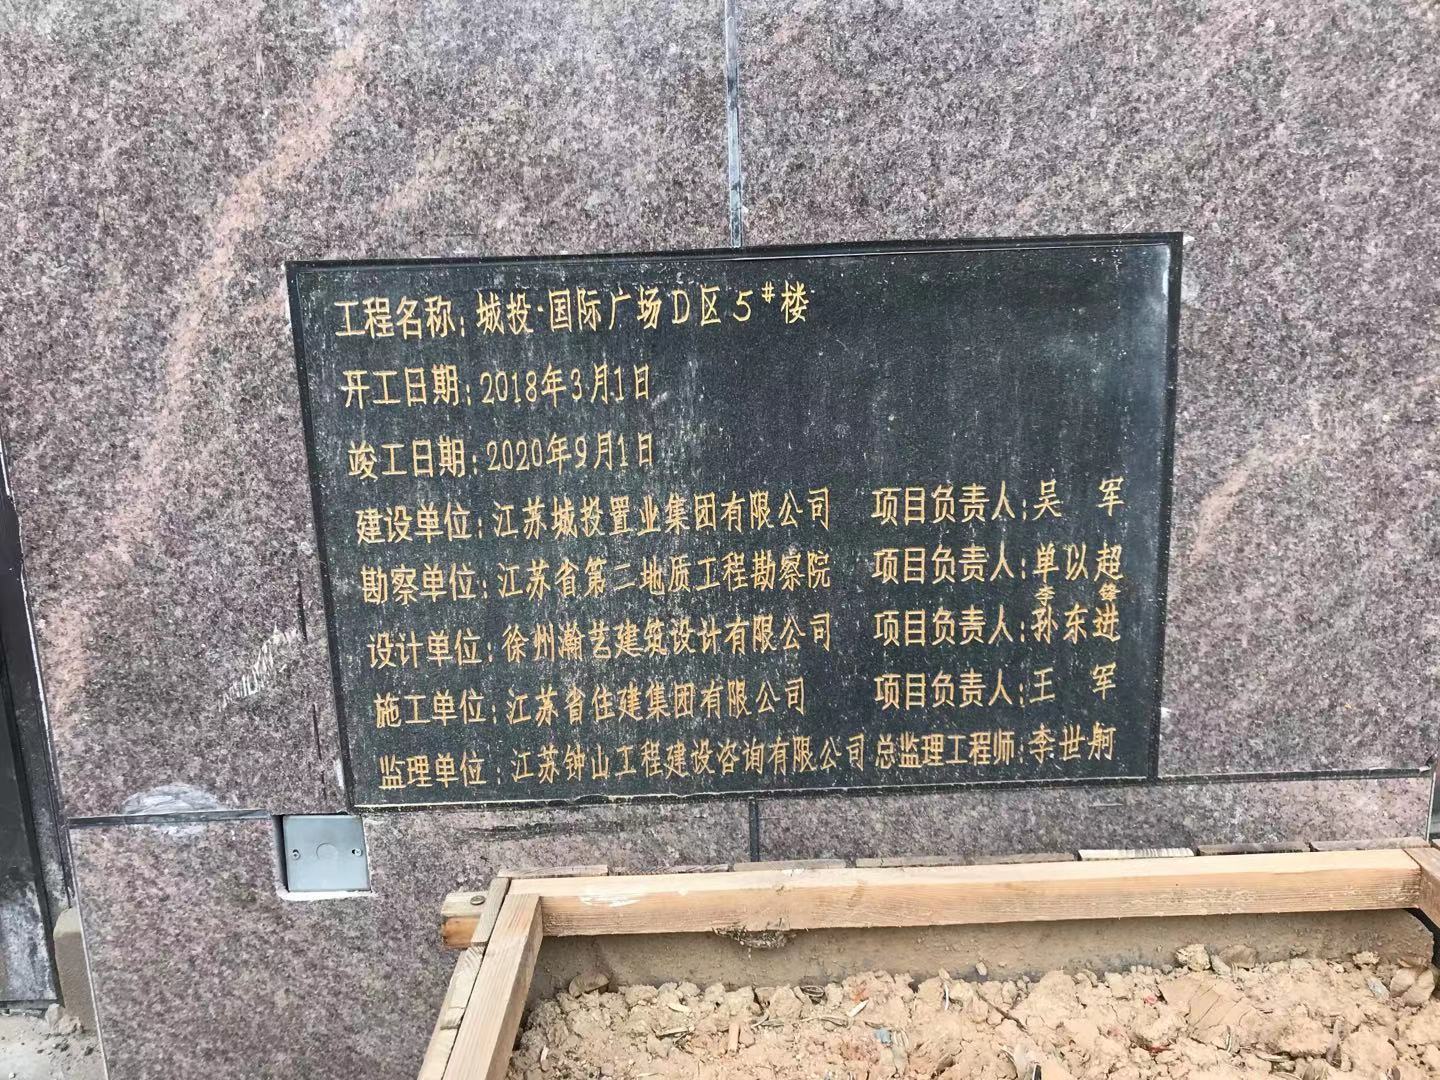 工程名称:城投·国际广场D区5#楼
开工日期:2018年3月1日
竣工日期:2020年9月1日
建设单位:江苏城投置业集团有限公司 项目负责人:吴 军
勘察单位:江苏省第二地质工程勘察院 项目负责人:单以超
李 锋
设计单位:徐州瀚艺建筑设计有限公司 项目负责人:孙东进
施工单位:江苏省住建集团有限公司 项目负责人:王 军
监理单位:江苏钟山工程建设咨询有限公司 总监理工程师:李世舸